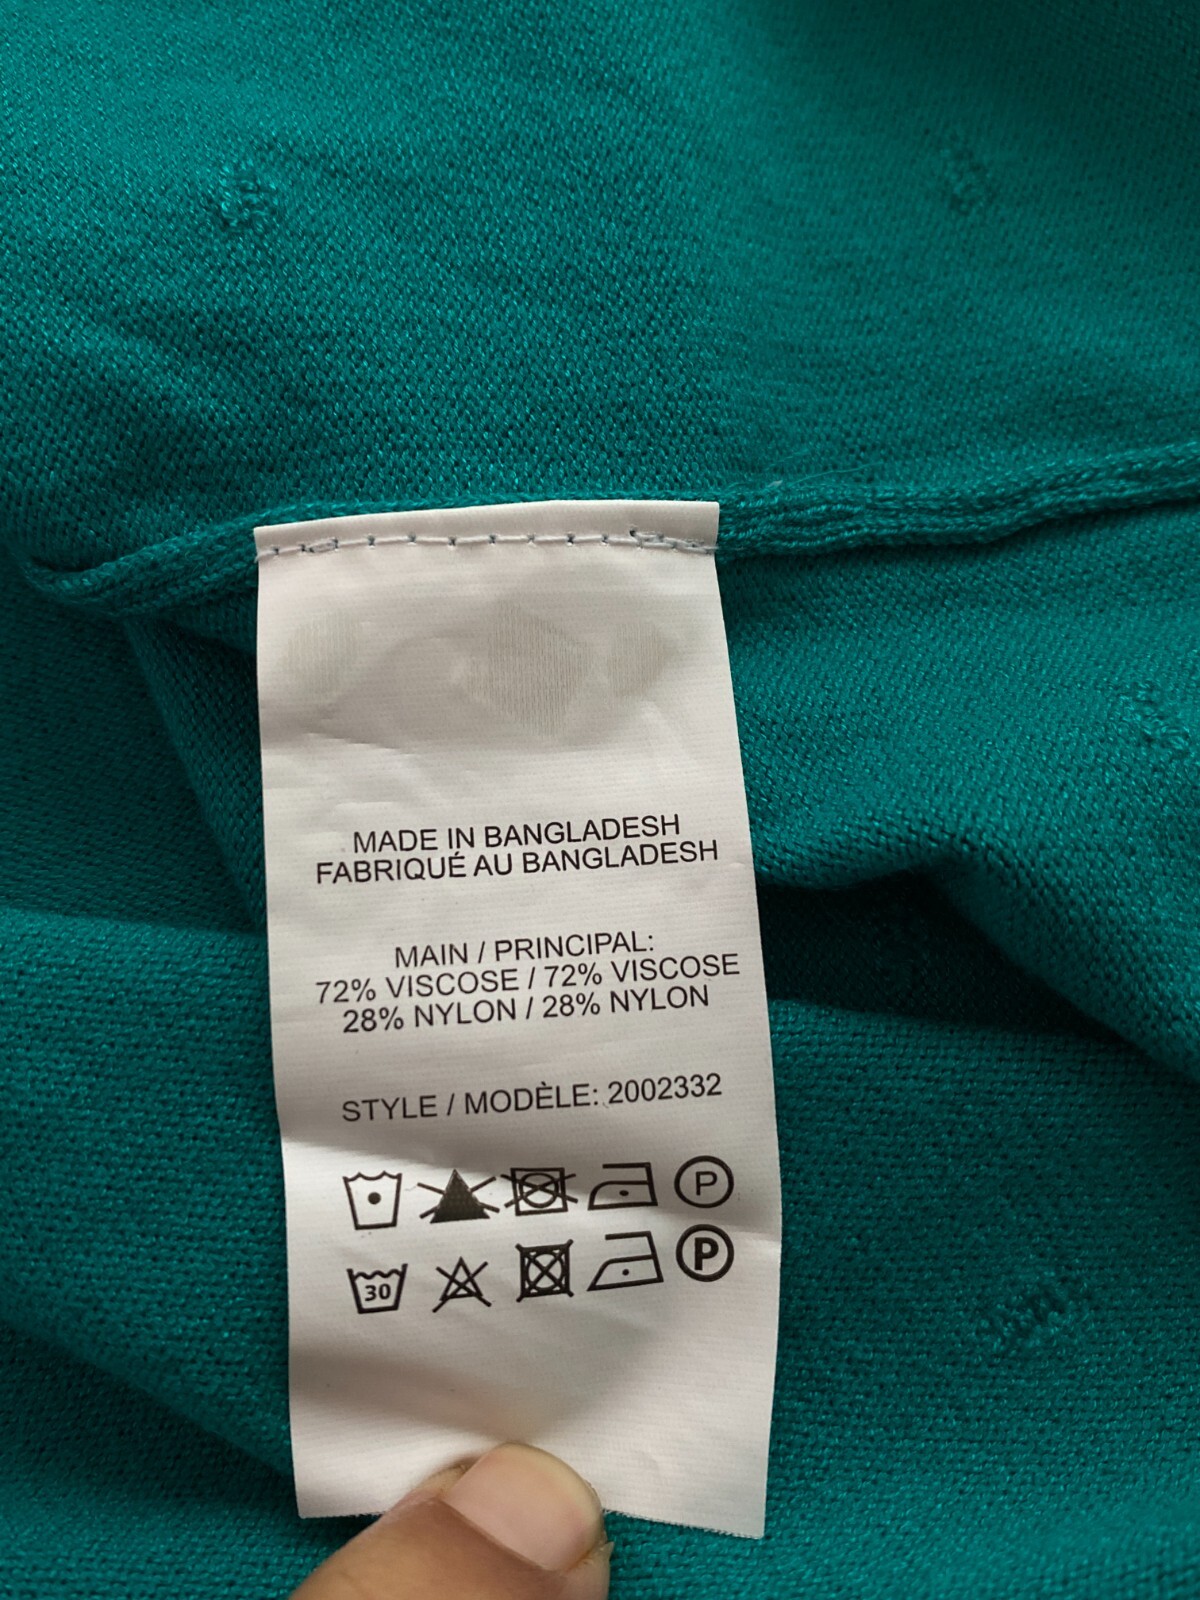 MADE IN BANGLADESH
FABRIQUÉ AU BANGLADESH
MAIN / PRINCIPAL:
72% VISCOSE / 72% VISCOSE
28% NYLON / 28% NYLON
STYLE / MODÈLE: 2002332
P
30 P